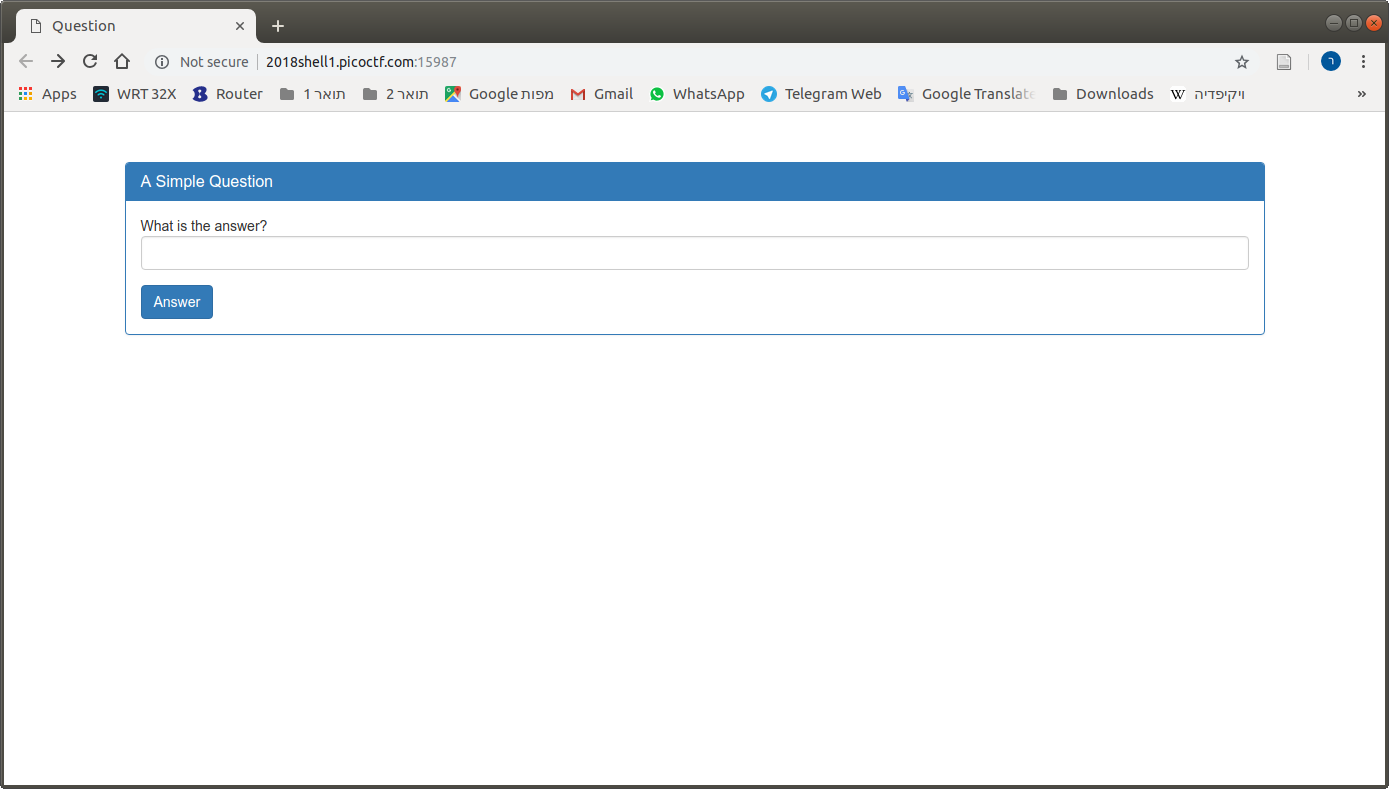 Question
Not secure 2018shell1.picoctf.com:15987
Apps WRT 32X Router תואר 1 תואר 2 Google מפות Gmail WhatsApp Telegram Web Google Translate Downloads ויקיפדיה »
A Simple Question
What is the answer?
Answer